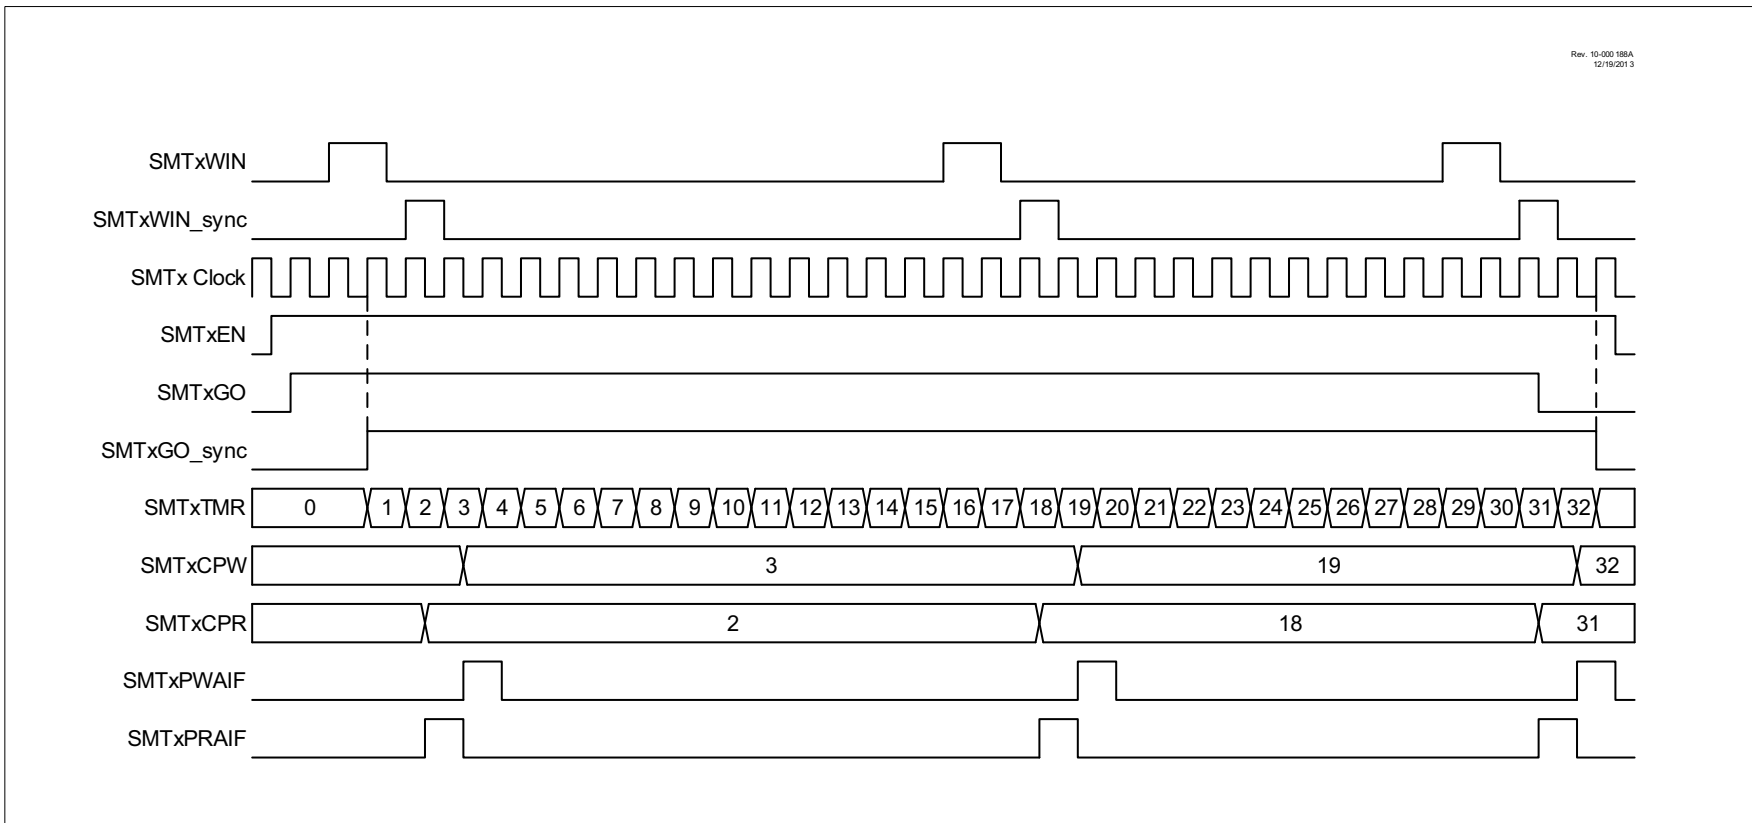 Rev. 10-000 188A
12/19/201 3
SMTxWIN
SMTxWIN_sync
SMTx Clock
SMTxEN
SMTxGO
SMTxGO_sync
SMTxTMR 0 1 2 3 4 5 6 7 8 9 10 11 12 13 14 15 16 17 18 19 20 21 22 23 24 25 26 27 28 29 30 31 32
SMTxCPW 3 19 32
SMTxCPR 2 18 31
SMTxPWAIF
SMTxPRAIF